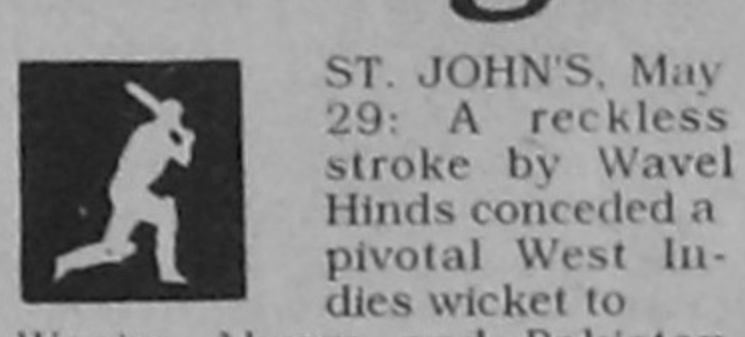 ST. JOHN'S, May
29: A reckless
stroke by Wavel
Hinds conceded a
pivotal West In-
dies wicket to